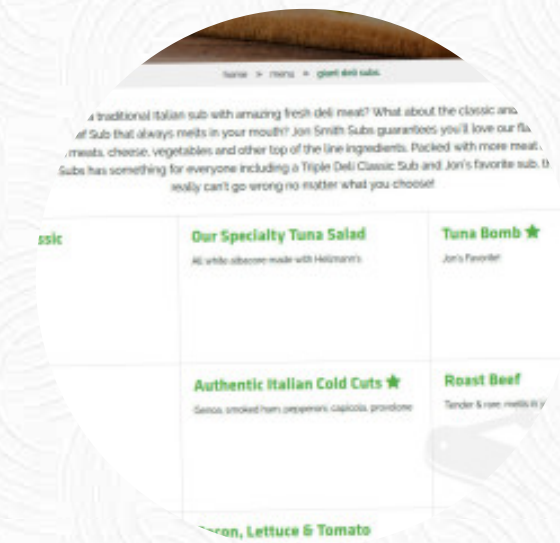 home > menu > giant deli subs
a traditional Italian sub with amazing fresh deli meat? What about the classic and
Sub that always melts in your mouth? Jon Smith Subs guarantees you'll love our
meats, cheese, vegetables and other top of the line ingredients. Packed with more meat,
Subs has something for everyone including a Triple Deli Classic Sub and Jon's favorite sub.
really can't go wrong no matter what you choose!
ssic
Our Specialty Tuna Salad
Tuna Bomb ★
All white albacore made with Hellmann's
Jon's Favorite!
Authentic Italian Cold Cuts ★
Roast Beef
Genoa, smoked ham, pepperoni, capicola, provolone
Tender & rare, melts in y
Bacon, Lettuce & Tomato